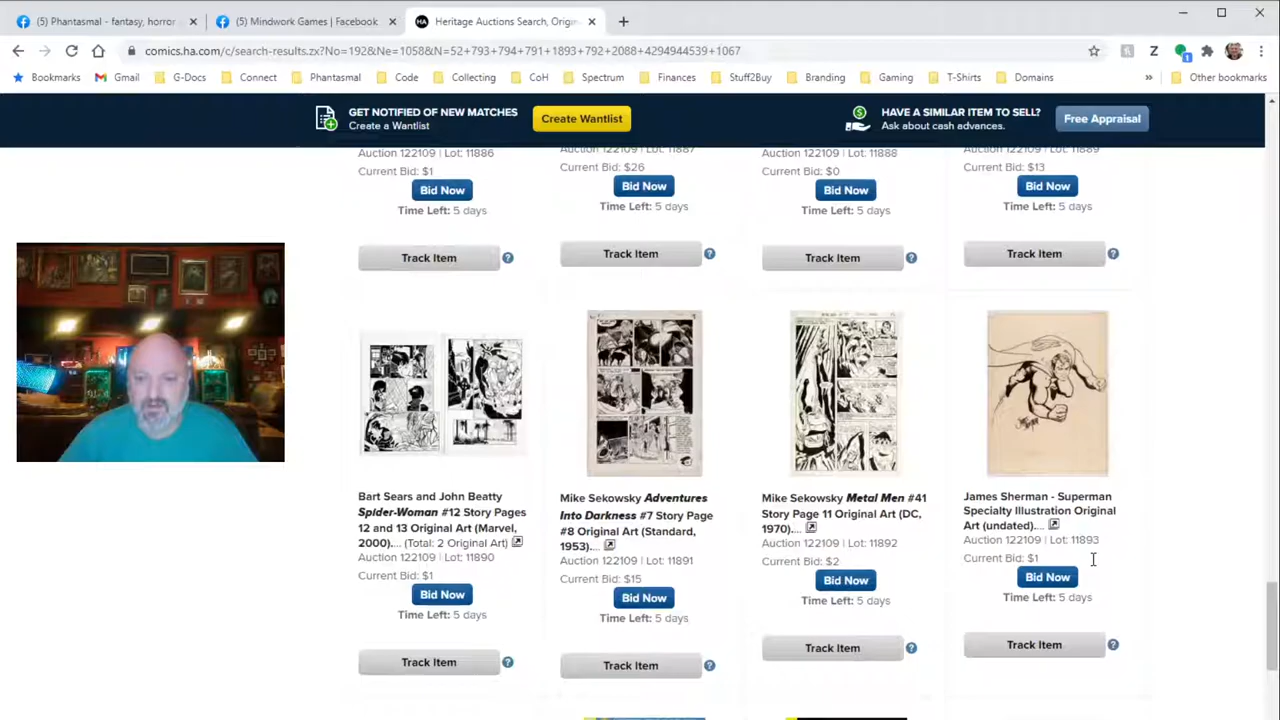 (5) Phantasmal - fantasy, horror
(5) Mindwork Games | Facebook
HA
Heritage Auctions Search, Origin
comics.ha.com/c/search-results.zx?No=192&Ne=1058&N=52+793+794+791+1893+792+2088+4294944539+1067
Bookmarks Gmail G-Docs Connect Phantasmal Code Collecting CoH Spectrum Finances Stuff2Buy Branding Gaming T-Shirts Domains » Other bookmarks
GET NOTIFIED OF NEW MATCHES
Create a Wantlist
Create Wantlist
HAVE A SIMILAR ITEM TO SELL?
Ask about cash advances.
Free Appraisal
Auction 122109 | Lot: 11886
Current Bid: $1
Bid Now
Time Left: 5 days
Track Item
Auction 122109 | Lot: 11887
Current Bid: $26
Bid Now
Time Left: 5 days
Track Item
Auction 122109 | Lot: 11888
Current Bid: $0
Bid Now
Time Left: 5 days
Track Item
Auction 122109 | Lot: 11889
Current Bid: $13
Bid Now
Time Left: 5 days
Track Item
Bart Sears and John Beatty
Spider-Woman #12 Story Pages
12 and 13 Original Art (Marvel,
2000).... (Total: 2 Original Art)
Auction 122109 | Lot: 11890
Current Bid: $1
Bid Now
Time Left: 5 days
Track Item
Mike Sekowsky Adventures
Into Darkness #7 Story Page
#8 Original Art (Standard,
1953)....
Auction 122109 | Lot: 11891
Current Bid: $15
Bid Now
Time Left: 5 days
Track Item
Mike Sekowsky Metal Men #41
Story Page 11 Original Art (DC,
1970)....
Auction 122109 | Lot: 11892
Current Bid: $2
Bid Now
Time Left: 5 days
Track Item
James Sherman - Superman
Specialty Illustration Original
Art (undated)....
Auction 122109 | Lot: 11893
Current Bid: $1
Bid Now
Time Left: 5 days
Track Item